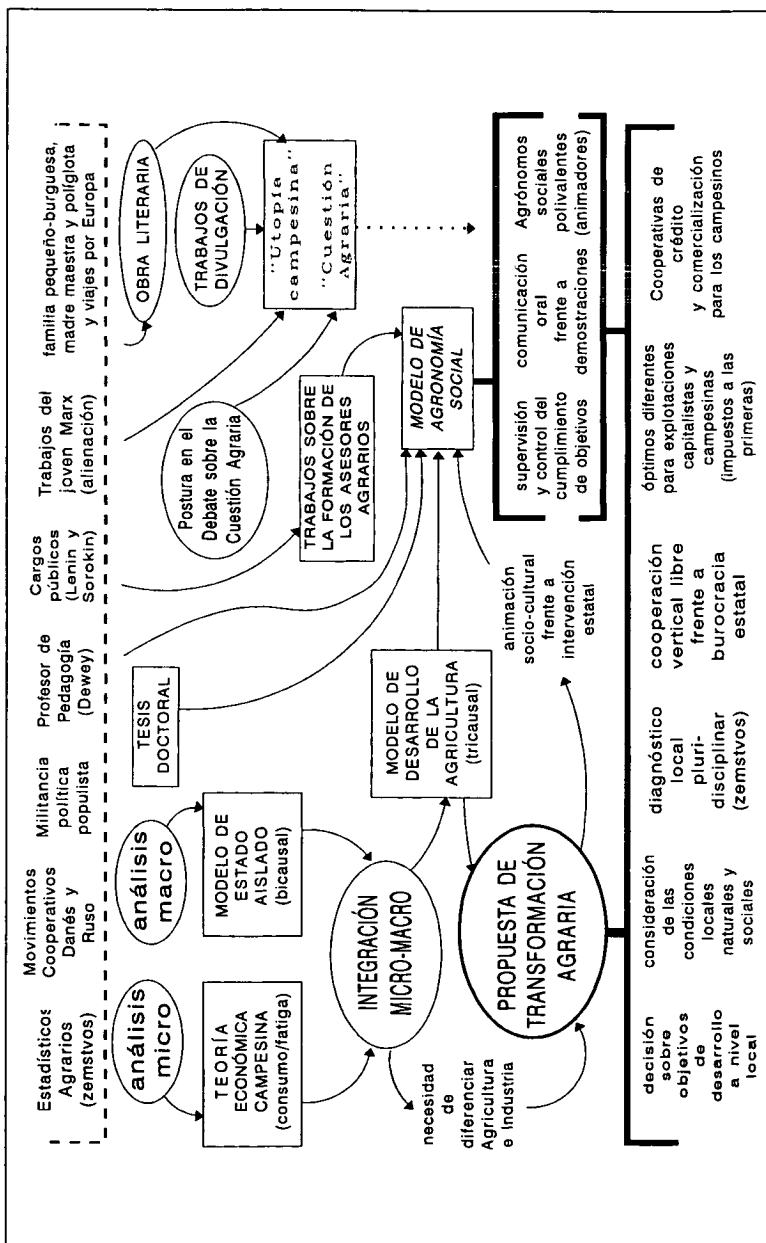 Estadísticos
Agrarios
(zemstvos)
Movimientos
Cooperativos
Danés y
Ruso
Militancia
política
populista
Profesor de
Pedagogía
(Dewey)
Cargos
públicos
(Lenin y
Sorokin)
Trabajos del
joven Marx
(alienación)
familia pequeño-burguesa,
madre maestra y políglota
y viajes por Europa
análisis
micro
análisis
macro
TESIS
DOCTORAL
Postura en el
Debate sobre la
Cuestión Agraria
OBRA LITERARIA
TRABAJOS DE
DIVULGACIÓN
TEORÍA
ECONÓMICA
CAMPESINA
(consumo/fatiga)
MODELO DE
ESTADO
AISLADO
(bicausal)
TRABAJOS SOBRE
LA FORMACIÓN DE
LOS ASESORES
AGRARIOS
"Utopía
campesina"
"Cuestión
Agraria"
INTEGRACIÓN
MICRO-MACRO
MODELO DE
DESARROLLO
DE LA
AGRICULTURA
(tricausal)
MODELO DE
AGRONOMÍA
SOCIAL
necesidad
de
diferenciar
Agricultura
e Industria
PROPUESTA DE
TRANSFORMACIÓN
AGRARIA
animación
socio-cultural
frente a
intervención
estatal
supervisión
y control del
cumplimiento
de objetivos
comunicación
oral
frente a
demostraciones
Agrónomos
sociales
polivalentes
(animadores)
decisión
sobre
objetivos
de
desarrollo
a nivel
local
consideración
de las
condiciones
locales
naturales y
sociales
diagnóstico
local
pluri-
disciplinar
(zemstvos)
cooperación
vertical libre
frente a
burocracia
estatal
óptimos diferentes
para explotaciones
capitalistas y
campesinas
(impuestos a las
primeras)
Cooperativas de
crédito
y comercialización
para los campesinos